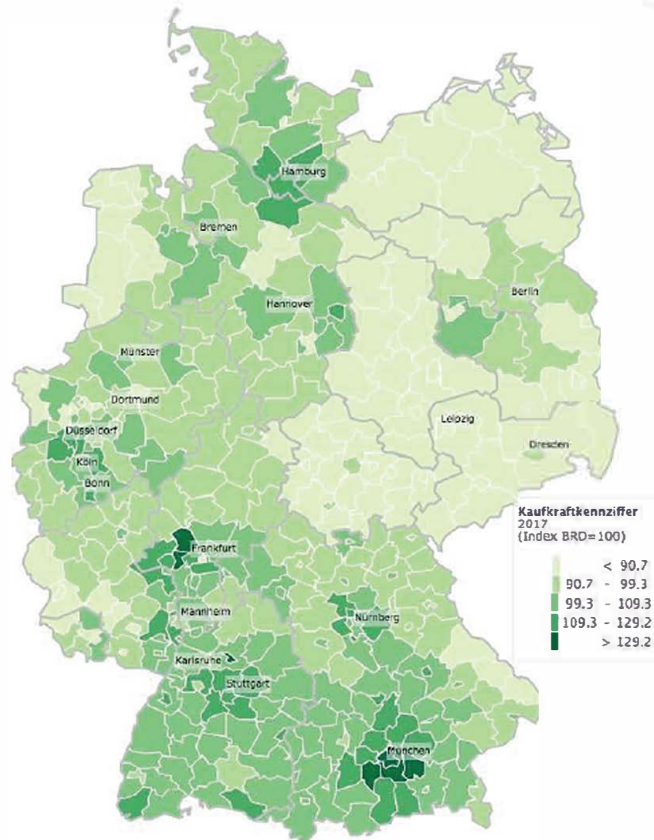 Hamburg
Bremen
Berlin
Hannover
Münster
Dortmund
Leipzig
Düsseldorf
Dresden
Köln
Bonn
Kaufkraftkennziffer
2017
(Index BRD=100)
< 90.7
90.7 - 99.3
99.3 - 109.3
109.3 - 129.2
> 129.2
Frankfurt
Mannheim
Nürnberg
Karlsruhe
Stuttgart
München